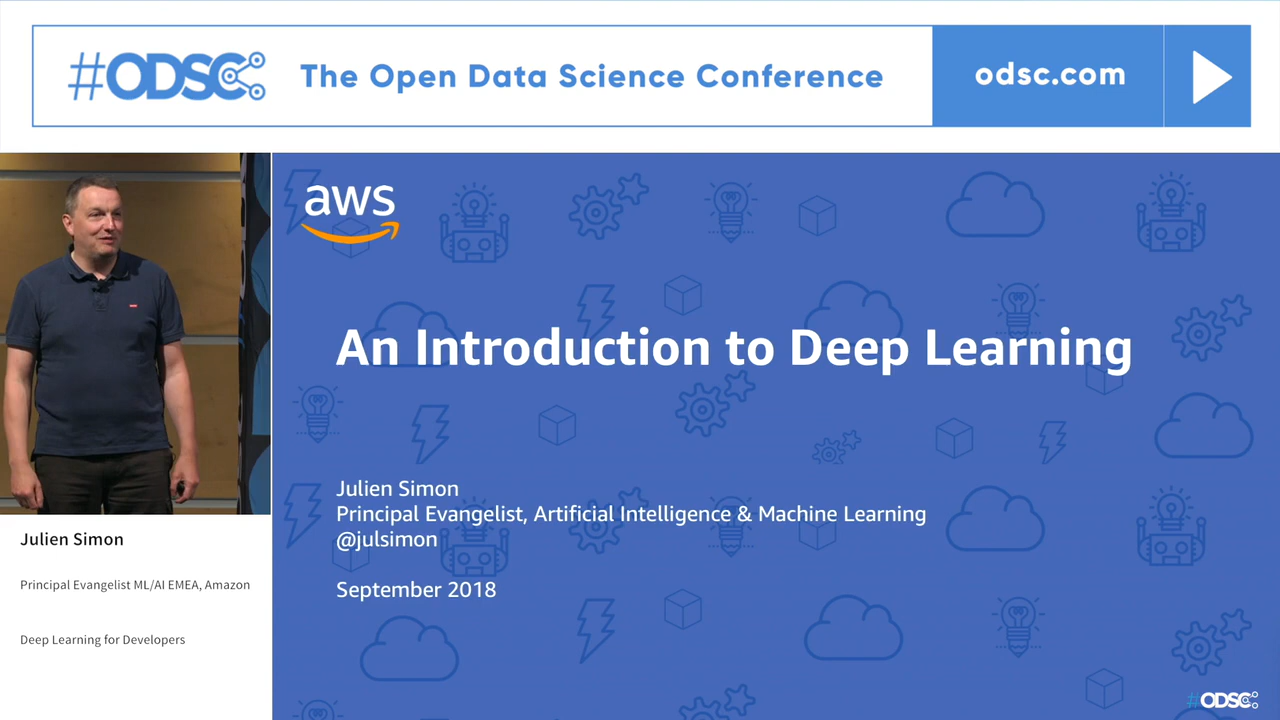 #ODSC
The Open Data Science Conference
odsc.com
aws
An Introduction to Deep Learning
Julien Simon
Principal Evangelist, Artificial Intelligence & Machine Learning
@julsimon
September 2018
Julien Simon
Principal Evangelist ML/AI EMEA, Amazon
Deep Learning for Developers
#ODSC